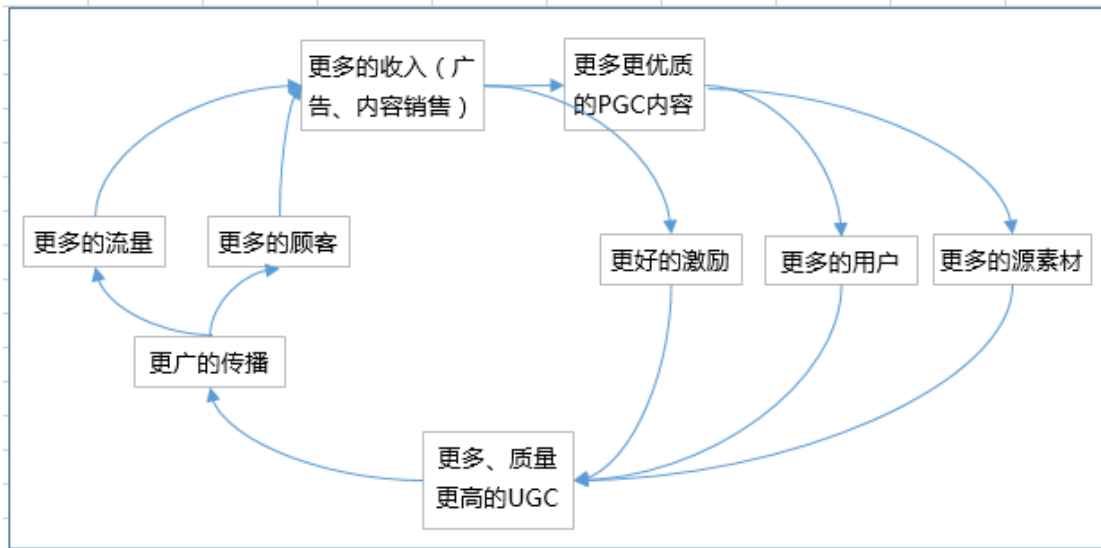 更多的收入（广
告、内容销售）
更多更优质
的PGC内容
更多的流量
更多的顾客
更好的激励
更多的用户
更多的源素材
更广的传播
更多、质量
更高的UGC